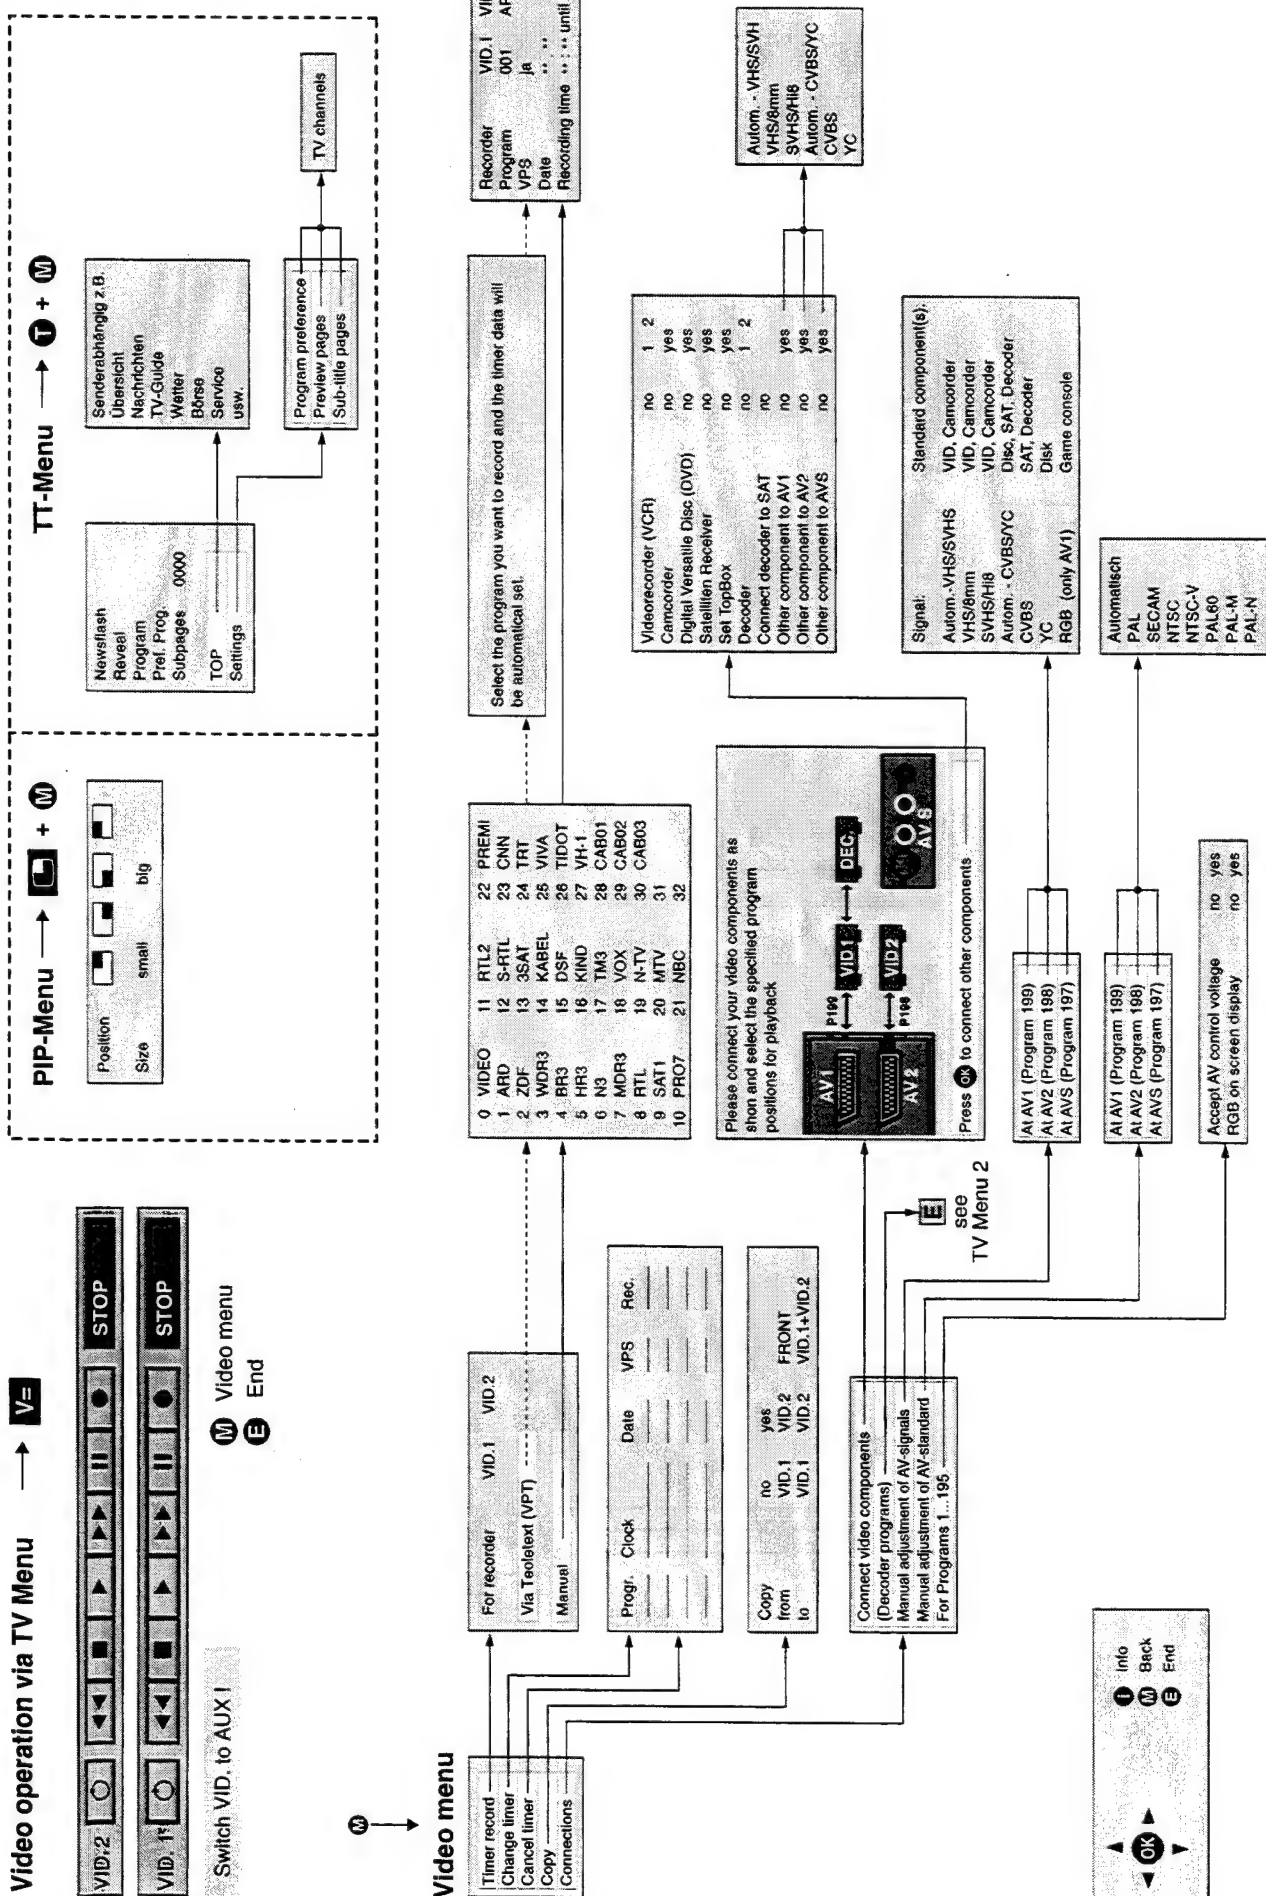 Video operation via TV Menu
V=
VID.2
STOP
VID. 1
STOP
Switch VID. to AUX !
M Video menu
E End
PIP-Menu
+ M
Position
Size small big
TT-Menu
T + M
Newsflash
Reveal
Program
Pref. Prog.
Subpages 0000
TOP
Settings
Senderabhängig z.B.
Übersicht
Nachrichten
TV-Guide
Wetter
Börse
Service
usw.
Program preference
Preview pages
Sub-title pages
TV channels
M
Video menu
Timer record
Change timer
Cancel timer
Copy
Connections
For recorder VID.1 VID.2
Via Teoletext (VPT)
Manual
0 VIDEO 11 RTL2 22 PREMI
1 ARD 12 S-RTL 23 CNN
2 ZDF 13 3SAT 24 TRT
3 WDR3 14 KABEL 25 VIVA
4 BR3 15 DSF 26 TIDOT
5 HR3 16 KIND 27 VH-1
6 N3 17 TM3 28 CAB01
7 MDR3 18 VOX 29 CAB02
8 RTL 19 N-TV 30 CAB03
9 SAT1 20 MTV 31
10 PRO7 21 NBC 32
Select the program you want to record and the timer data will
be automatical set.
Recorder VID.1
Program 001
VPS ja
Date
Recording time until
Progr. Clock Date VPS Rec.
Copy no yes
from VID.1 VID.2 FRONT
to VID.1 VID.2 VID.1+VID.2
Connect video components
(Decoder programs)
Manual adjustment of AV-signals
Manual adjustment of AV-standard
For Programs 1...195
E
see
TV Menu 2
Please connect your video components as
shon and select the specified program
positions for playback
AV1
P199
VID1
DEC.
AV2
P198
VID2
AVS
Press OK to connect other components
Videorecorder (VCR) no 1 2
Camcorder no yes
Digital Versatile Disc (DVD) no yes
Satelliten Receiver no yes
Set TopBox no yes
Decoder no 1 2
Connect decoder to SAT no
Other component to AV1 no yes
Other component to AV2 no yes
Other component to AVS no yes
Autom. - VHS/SVH
VHS/8mm
SVHS/Hi8
Autom. - CVBS/YC
CVBS
YC
At AV1 (Program 199)
At AV2 (Program 198)
At AVS (Program 197)
Signal: Standard component(s):
Autom.-VHS/SVHS VID, Camcorder
VHS/8mm VID, Camcorder
SVHS/Hi8 VID, Camcorder
Autom. - CVBS/YC Disc, SAT, Decoder
CVBS SAT, Decoder
YC Disk
RGB (only AV1) Game console
At AV1 (Program 199)
At AV2 (Program 198)
At AVS (Program 197)
Automatisch
PAL
SECAM
NTSC
NTSC-V
PAL60
PAL-M
PAL-N
Accept AV control voltage no yes
RGB on screen display no yes
OK
I Info
M Back
E End